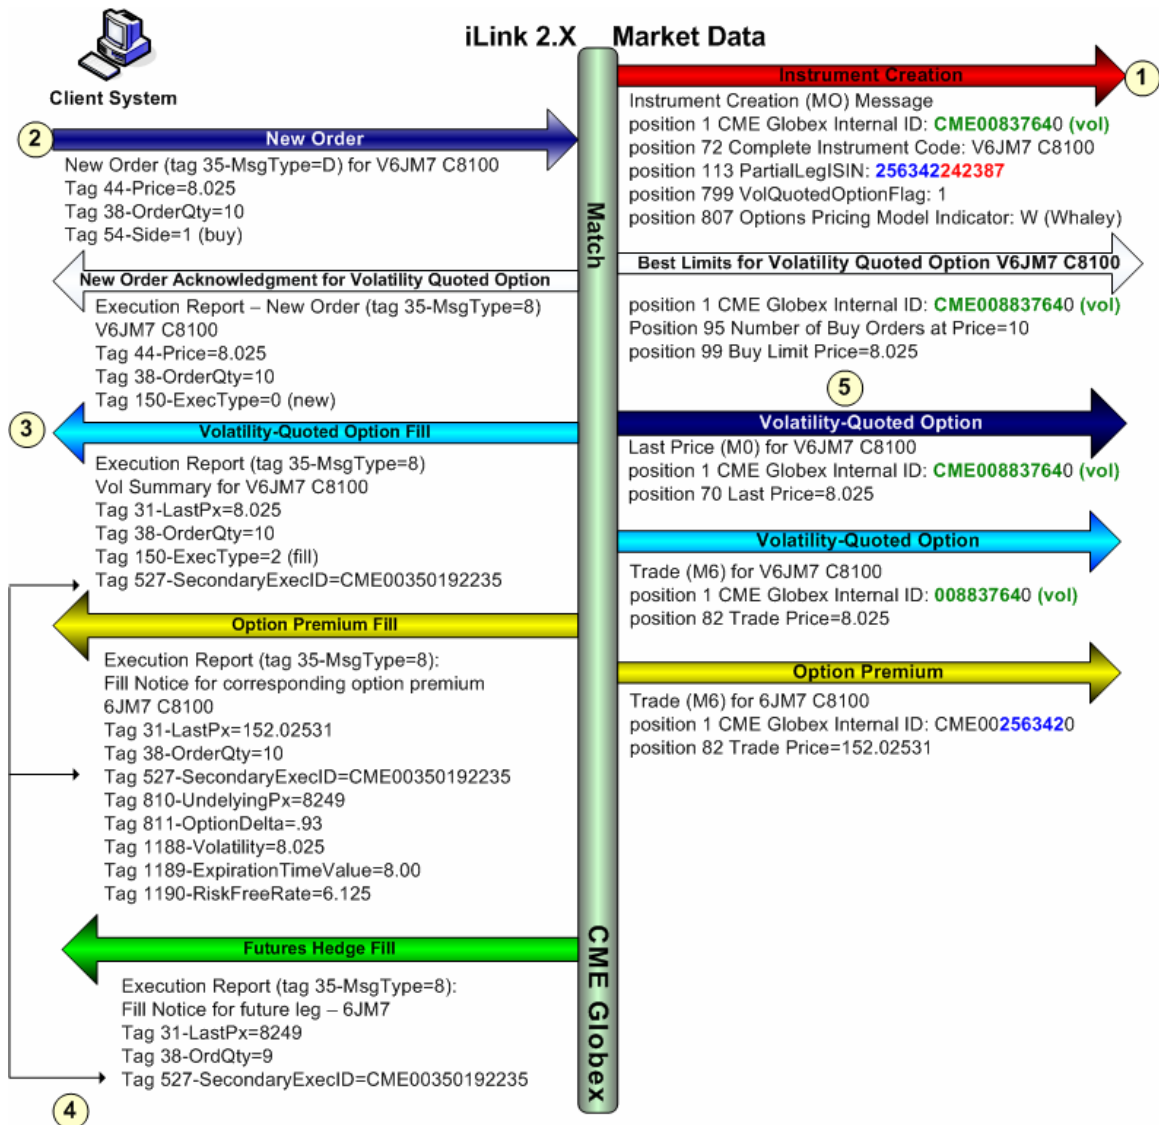 iLink 2.X Market Data
Client System
Instrument Creation
1
Instrument Creation (MO) Message
position 1 CME Globex Internal ID: CME008376400 (vol)
position 72 Complete Instrument Code: V6JM7 C8100
position 113 PartialLegISIN: 256342242387
position 799 VolQuotedOptionFlag: 1
position 807 Options Pricing Model Indicator: W (Whaley)
2
New Order
New Order (tag 35-MsgType=D) for V6JM7 C8100
Tag 44-Price=8.025
Tag 38-OrderQty=10
Tag 54-Side=1 (buy)
Match
New Order Acknowledgment for Volatility Quoted Option
Execution Report – New Order (tag 35-MsgType=8)
V6JM7 C8100
Tag 44-Price=8.025
Tag 38-OrderQty=10
Tag 150-ExecType=0 (new)
Best Limits for Volatility Quoted Option V6JM7 C8100
position 1 CME Globex Internal ID: CME008837640 (vol)
Position 95 Number of Buy Orders at Price=10
position 99 Buy Limit Price=8.025
3
Volatility-Quoted Option Fill
Execution Report (tag 35-MsgType=8)
Vol Summary for V6JM7 C8100
Tag 31-LastPx=8.025
Tag 38-OrderQty=10
Tag 150-ExecType=2 (fill)
Tag 527-SecondaryExecID=CME00350192235
5
Volatility-Quoted Option
Last Price (M0) for V6JM7 C8100
position 1 CME Globex Internal ID: CME008837640 (vol)
position 70 Last Price=8.025
Volatility-Quoted Option
Trade (M6) for V6JM7 C8100
position 1 CME Globex Internal ID: 008837640 (vol)
position 82 Trade Price=8.025
Option Premium Fill
Execution Report (tag 35-MsgType=8):
Fill Notice for corresponding option premium
6JM7 C8100
Tag 31-LastPx=152.02531
Tag 38-OrderQty=10
Tag 527-SecondaryExecID=CME00350192235
Tag 810-UndelyingPx=8249
Tag 811-OptionDelta=.93
Tag 1188-Volatility=8.025
Tag 1189-ExpirationTimeValue=8.00
Tag 1190-RiskFreeRate=6.125
Option Premium
Trade (M6) for 6JM7 C8100
position 1 CME Globex Internal ID: CME002563420
position 82 Trade Price=152.02531
Futures Hedge Fill
Execution Report (tag 35-MsgType=8):
Fill Notice for future leg – 6JM7
Tag 31-LastPx=8249
Tag 38-OrdQty=9
Tag 527-SecondaryExecID=CME00350192235
4
CME Globex